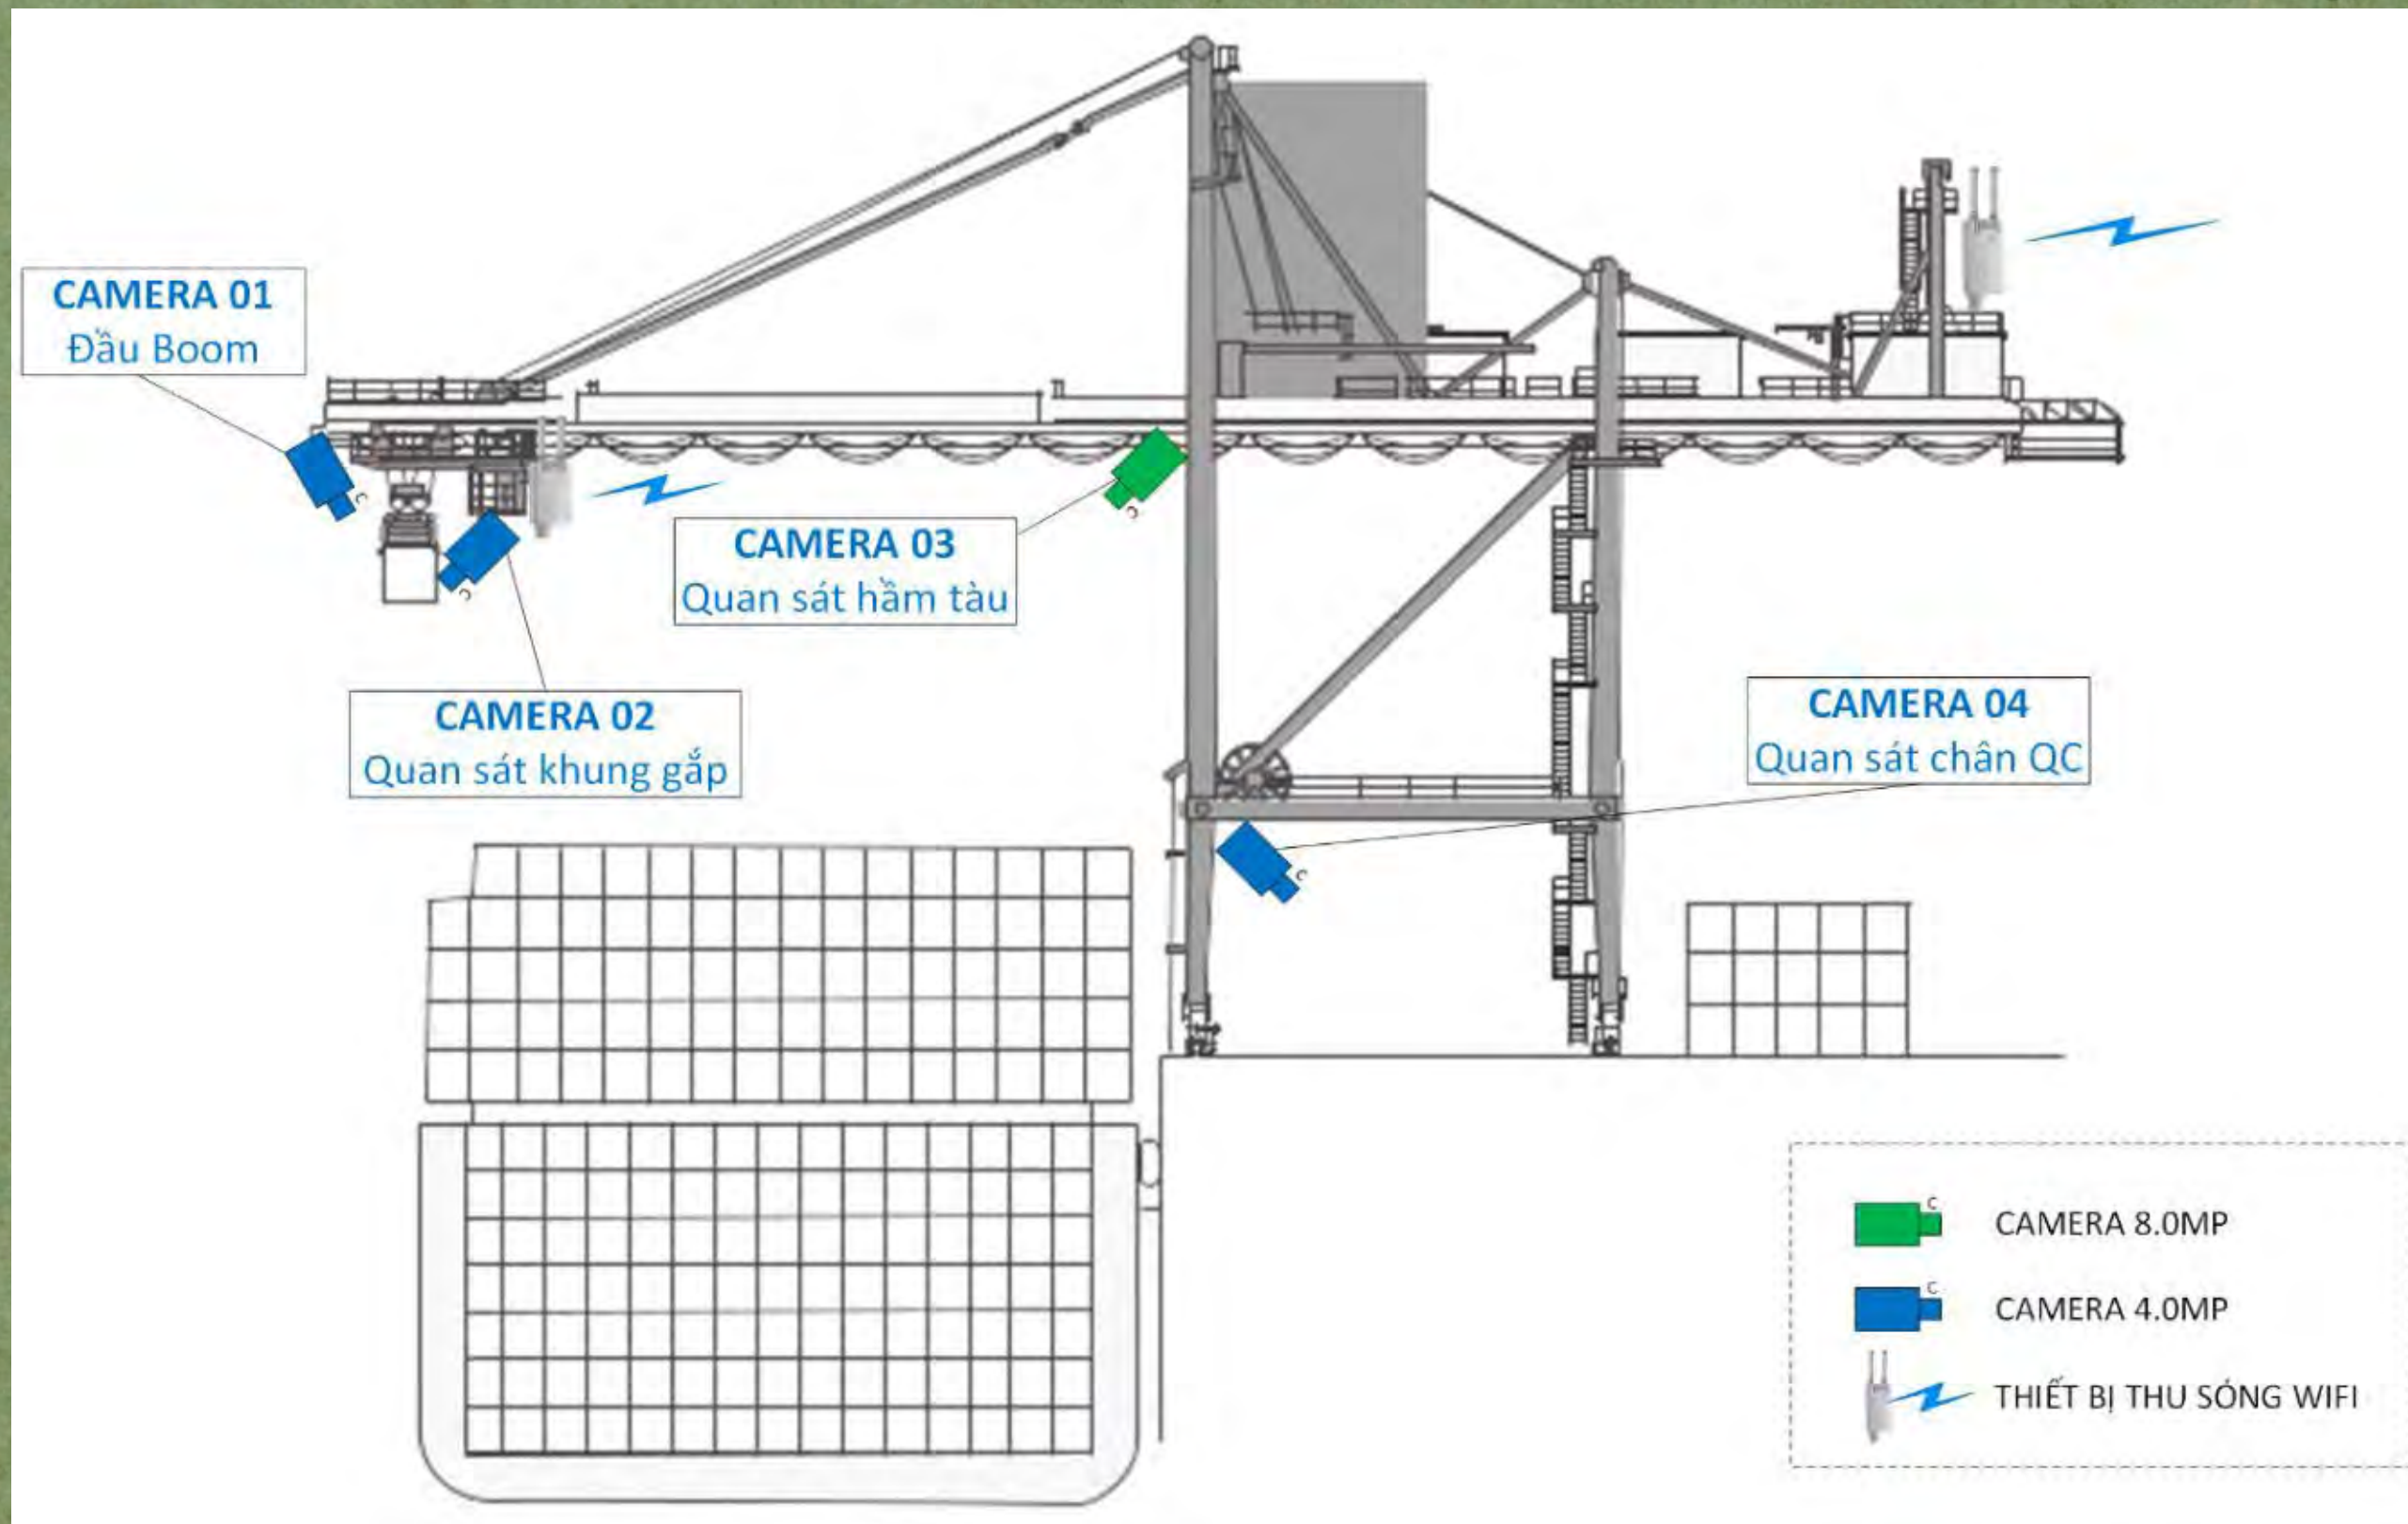 CAMERA 01
Đầu Boom
CAMERA 03
Quan sát hầm tàu
CAMERA 02
Quan sát khung gắp
CAMERA 04
Quan sát chân QC
CAMERA 8.0MP
CAMERA 4.0MP
THIẾT BỊ THU SÓNG WIFI